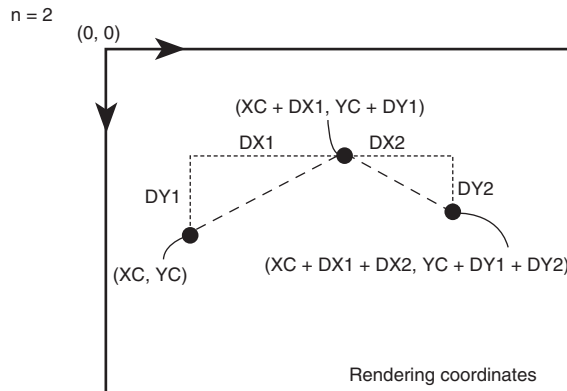 n = 2
(0, 0)
(XC + DX1, YC + DY1)
DX1
DX2
DY1
DY2
(XC, YC)
(XC + DX1 + DX2, YC + DY1 + DY2)
Rendering coordinates